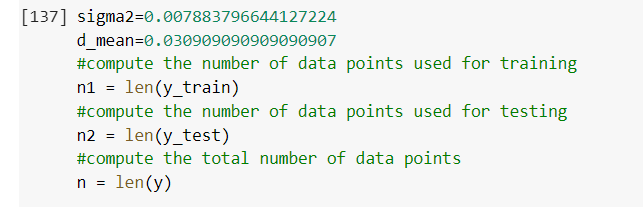 [137] sigma2=0.007883796644127224
d_mean=0.030909090909090907
#compute the number of data points used for training
n1 = len(y_train)
#compute the number of data points used for testing
n2 = len(y_test)
#compute the total number of data points
n = len(y)